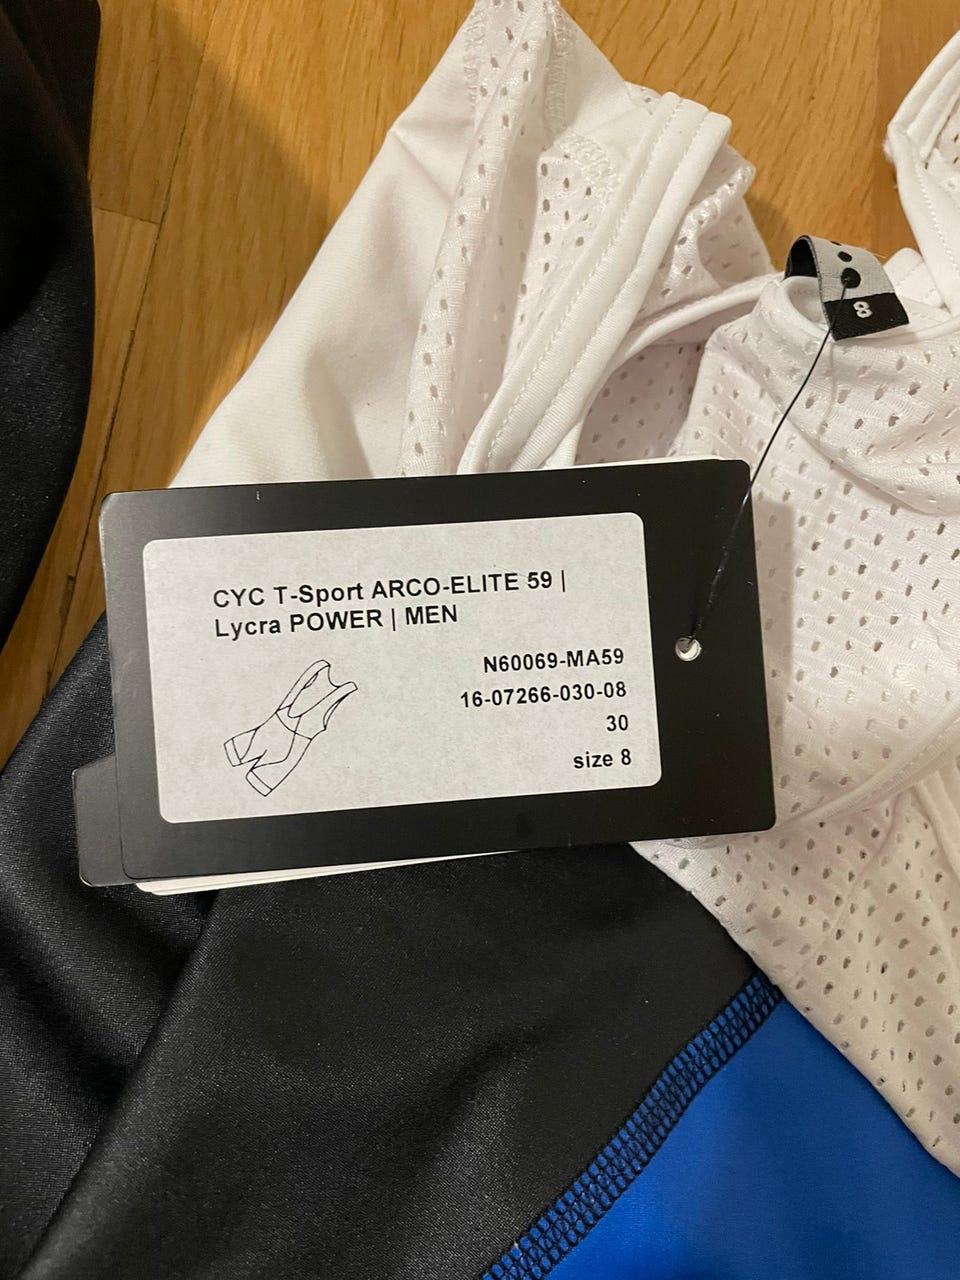 8
CYC T-Sport ARCO-ELITE 59 |
Lycra POWER | MEN
N60069-MA59
16-07266-030-08
30
size 8